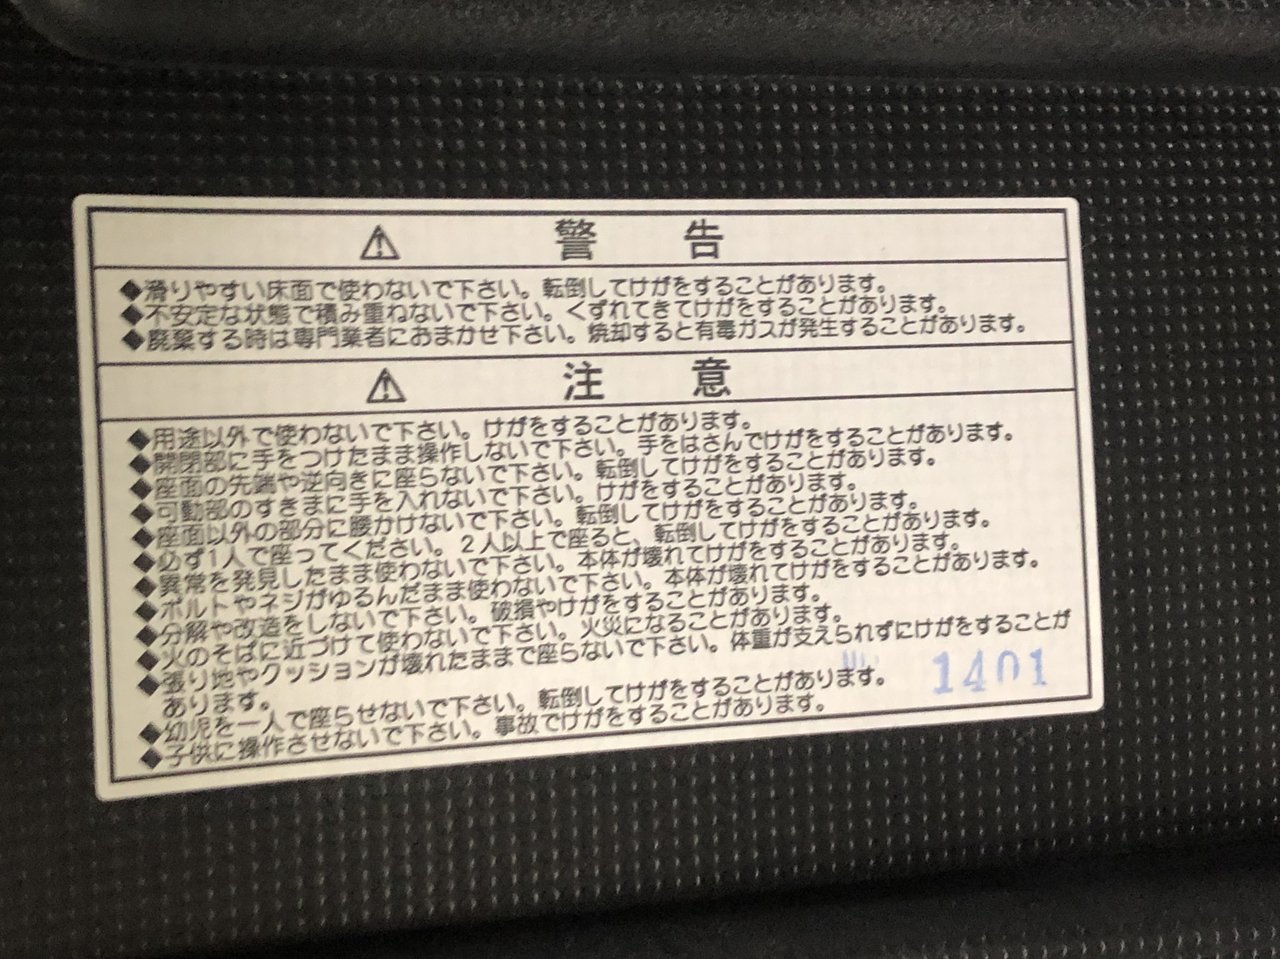 ⚠ 警 告
◆滑りやすい床面で使わないで下さい。転倒してけがをすることがあります。
◆不安定な状態で積み重ねないで下さい。くずれてきてけがをすることがあります。
◆廃棄する時は専門業者におまかせ下さい。焼却すると有毒ガスが発生することがあります。
⚠ 注 意
◆用途以外で使わないで下さい。けがをすることがあります。
◆開閉部に手をつけたまま操作しないで下さい。手をはさんでけがをすることがあります。
◆座面の先端や逆向きに座らないで下さい。転倒してけがをすることがあります。
◆可動部のすきまに手を入れないで下さい。けがをすることがあります。
◆座面以外の部分に腰かけないで下さい。転倒してけがをすることがあります。
◆必ず1人で座ってください。2人以上で座ると、転倒してけがをすることがあります。
◆異常を発見したまま使わないで下さい。本体が壊れてけがをすることがあります。
◆ボルトやネジがゆるんだまま使わないで下さい。本体が壊れてけがをすることがあります。
◆分解や改造をしないで下さい。破損やけがをすることがあります。
◆火のそばに近づけて使わないで下さい。火災になることがあります。
◆張り地やクッションが壊れたままで座らないで下さい。体重が支えられずにけがをすることが
あります。
◆幼児を一人で座らせないで下さい。転倒してけがをすることがあります。
◆子供に操作させないで下さい。事故でけがをすることがあります。
1401